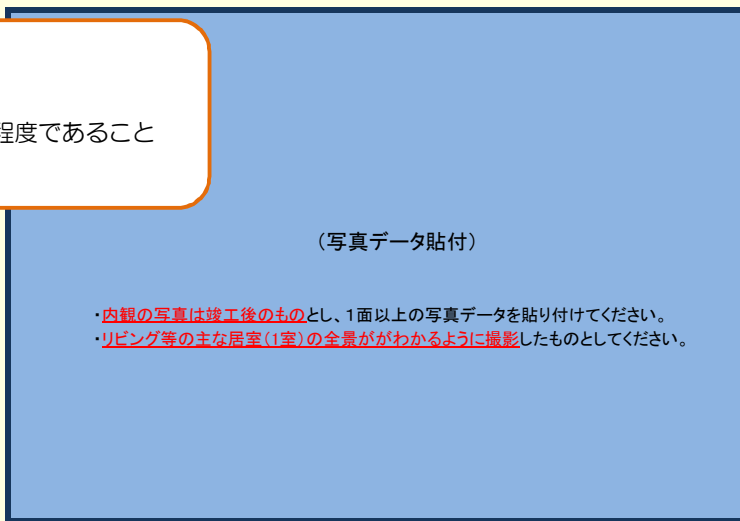 程度であること
（写真データ貼付）
・内観の写真は竣工後のものとし、1面以上の写真データを貼り付けてください。
・リビング等の主な居室（1室）の全景ががわかるように撮影したものとしてください。